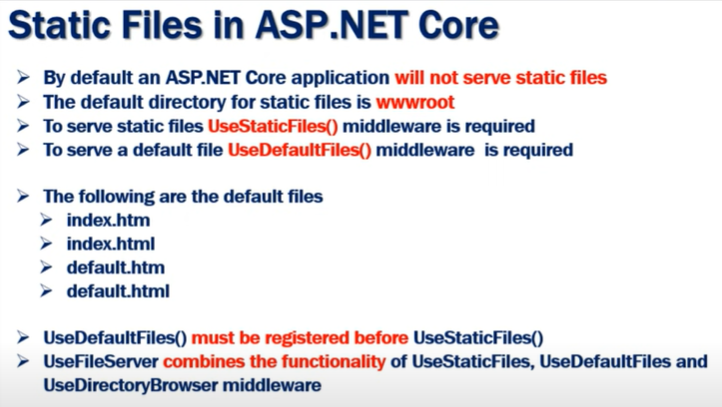 Static Files in ASP.NET Core
By default an ASP.NET Core application will not serve static files
The default directory for static files is wwwroot
To serve static files UseStaticFiles() middleware is required
To serve a default file UseDefaultFiles() middleware is required
The following are the default files
index.htm
index.html
default.htm
default.html
UseDefaultFiles() must be registered before UseStaticFiles()
UseFileServer combines the functionality of UseStaticFiles, UseDefaultFiles and
UseDirectoryBrowser middleware